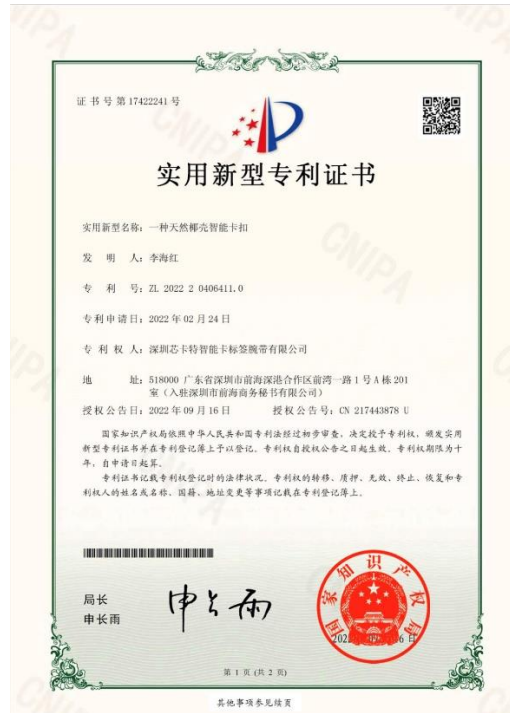 证书号第17422241号
实用新型专利证书
实用新型名称：一种天然椰壳智能卡扣
发明人：李海红
专利号：ZL 2022 2 0406411.0
专利申请日：2022年02月24日
专利权人：深圳芯卡特智能卡标签腕带有限公司
地址：518000 广东省深圳市前海深港合作区前湾一路1号A栋201
室（入驻深圳市前海商务秘书有限公司）
授权公告日：2022年09月16日 授权公告号：CN 217443878 U
国家知识产权局依照中华人民共和国专利法经过初步审查，决定授予专利权，颁发实用
新型专利证书并在专利登记簿上予以登记。专利权自授权公告之日起生效。专利权期限为十
年，自申请日起算。
专利证书记载专利权登记时的法律状况。专利权的转移、质押、无效、终止、恢复和专
利权人的姓名或名称、国籍、地址变更等事项记载在专利登记簿上。
局长
申长雨
申长雨
国家知识产权局
第 1 页 (共 2 页)
其他事项参见续页
CNIPA
CNIPA